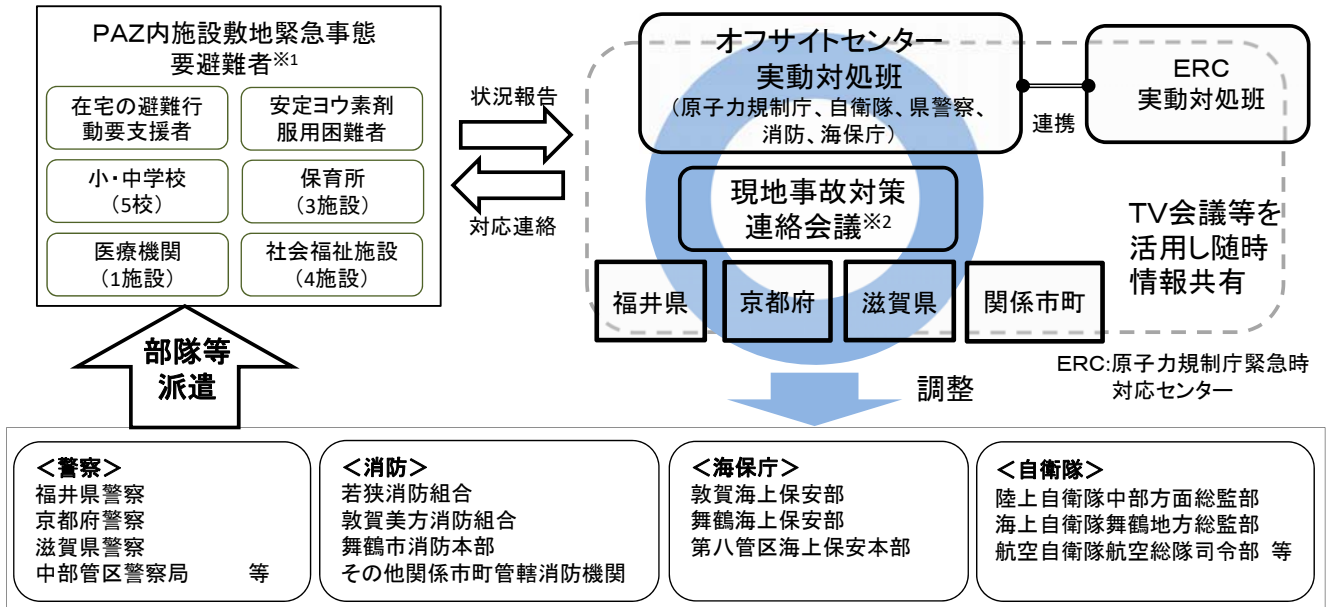 PAZ内施設敷地緊急事態
要避難者※1
在宅の避難行
動要支援者
安定ヨウ素剤
服用困難者
小・中学校
（5校）
保育所
（3施設）
医療機関
（1施設）
社会福祉施設
（4施設）
状況報告
対応連絡
オフサイトセンター
実動対処班
（原子力規制庁、自衛隊、県警察、
消防、海保庁）
連携
ERC
実動対処班
現地事故対策
連絡会議※2
福井県
京都府
滋賀県
関係市町
TV会議等を
活用し随時
情報共有
ERC:原子力規制庁緊急時
対応センター
部隊等
派遣
調整
＜警察＞
福井県警察
京都府警察
滋賀県警察
中部管区警察局　　等
＜消防＞
若狭消防組合
敦賀美方消防組合
舞鶴市消防本部
その他関係市町管轄消防機関
＜海保庁＞
敦賀海上保安部
舞鶴海上保安部
第八管区海上保安本部
＜自衛隊＞
陸上自衛隊中部方面総監部
海上自衛隊舞鶴地方総監部
航空自衛隊航空総隊司令部 等